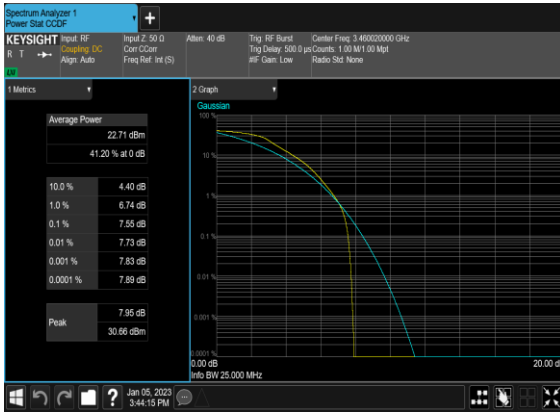 Spectrum Analyzer 1
Power Stat CCDF
KEYSIGHT
R T
LXI
Input: RF
Coupling: DC
Align: Auto
Input Z: 50 Ω
Corr CCorr
Freq Ref: Int (S)
Atten: 40 dB
Trig: RF Burst
Trig Delay: 500.0 µs
#IF Gain: Low
Center Freq: 3.460020000 GHz
Counts: 1.00 M/1.00 Mpt
Radio Std: None
1 Metrics
Average Power
22.71 dBm
41.20 % at 0 dB
10.0 % 4.40 dB
1.0 % 6.74 dB
0.1 % 7.55 dB
0.01 % 7.73 dB
0.001 % 7.83 dB
0.0001 % 7.89 dB
Peak
7.95 dB
30.66 dBm
2 Graph
Gaussian
100 %
10 %
1 %
0.1 %
0.01 %
0.001 %
0.0001 %
0.00 dB
20.00 d
Info BW 25.000 MHz
Jan 05, 2023
3:44:15 PM